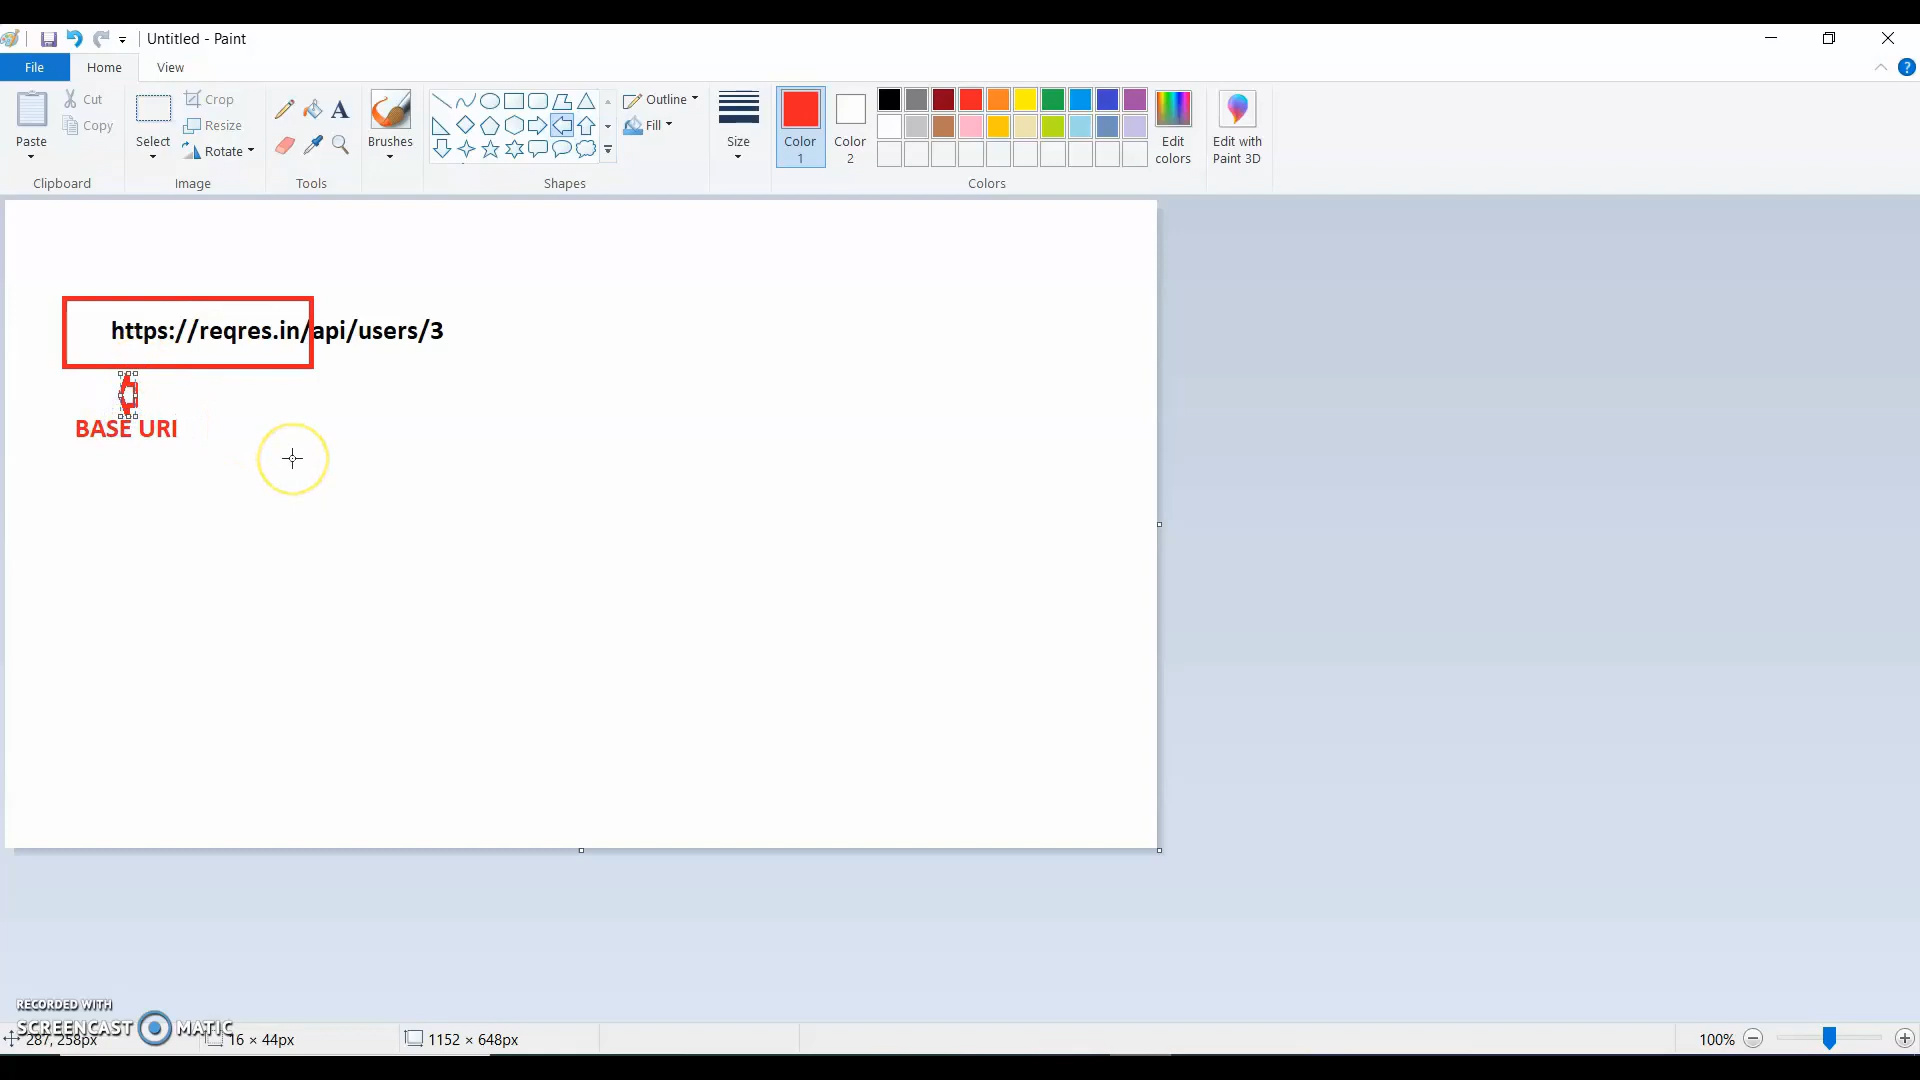 Untitled - Paint
File Home View
Paste
Cut
Copy
Clipboard
Select
Crop
Resize
Rotate
Image
Tools
Brushes
Shapes
Outline
Fill
Size
Color 1
Color 2
Colors
Edit colors
Edit with Paint 3D
https://reqres.in/api/users/3
BASE URI
RECORDED WITH
SCREENCAST MATIC
287, 258px
16 × 44px
1152 × 648px
100%